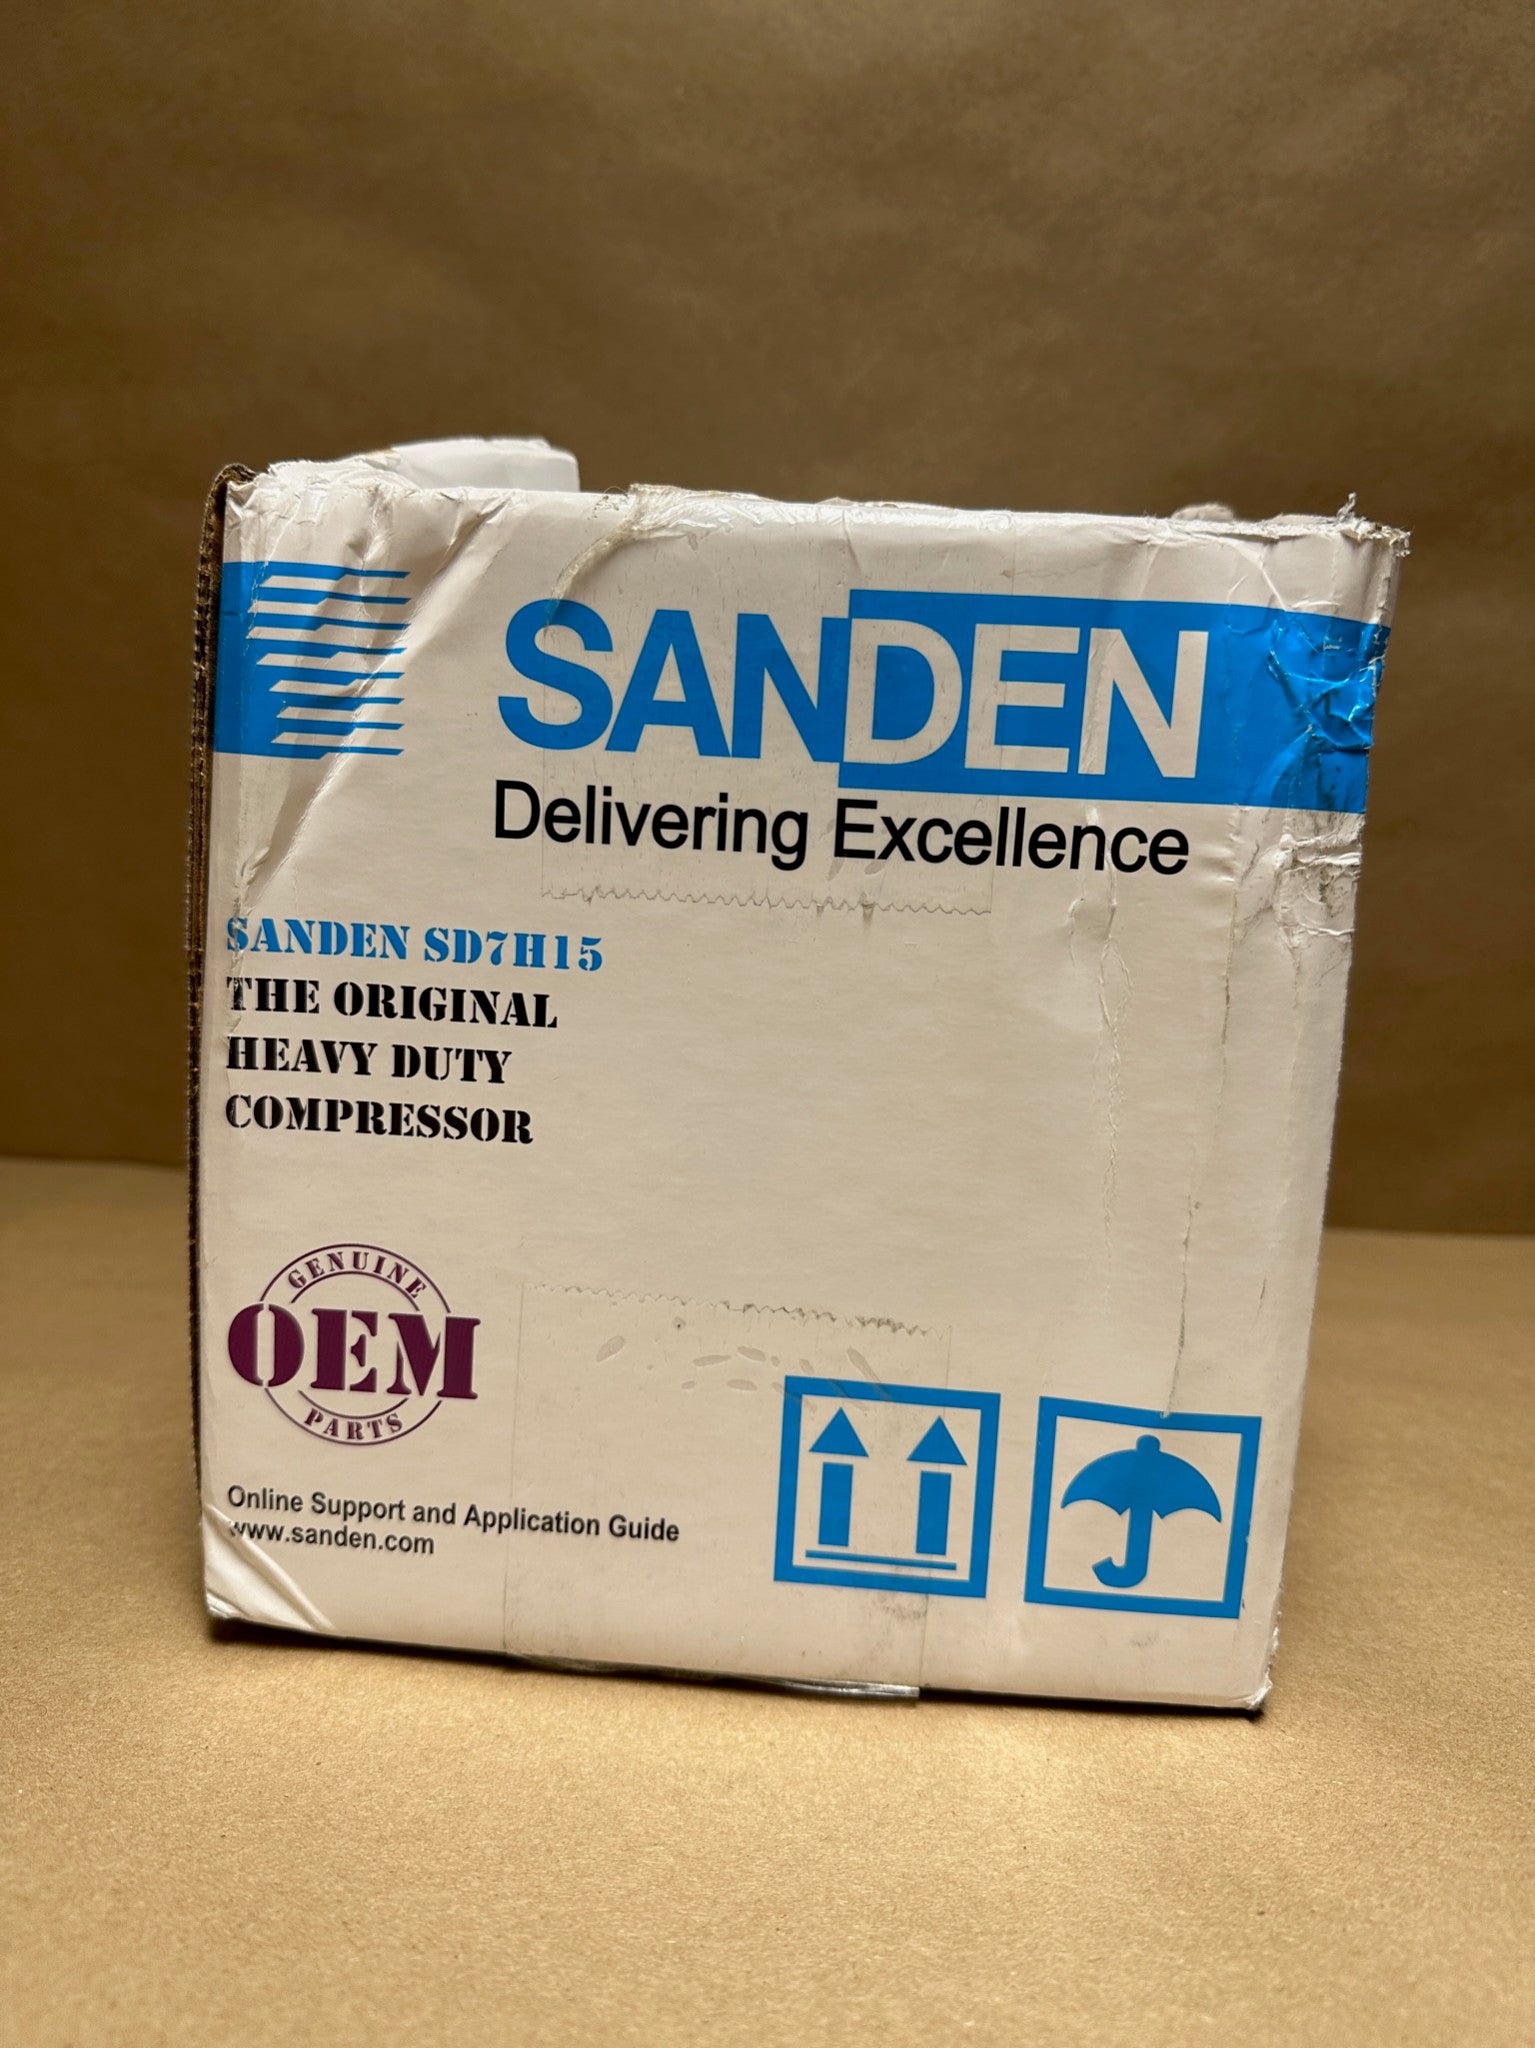 SANDEN
Delivering Excellence
SANDEN SD7H15
THE ORIGINAL
HEAVY DUTY
COMPRESSOR
GENUINE
OEM
PARTS
Online Support and Application Guide
www.sanden.com